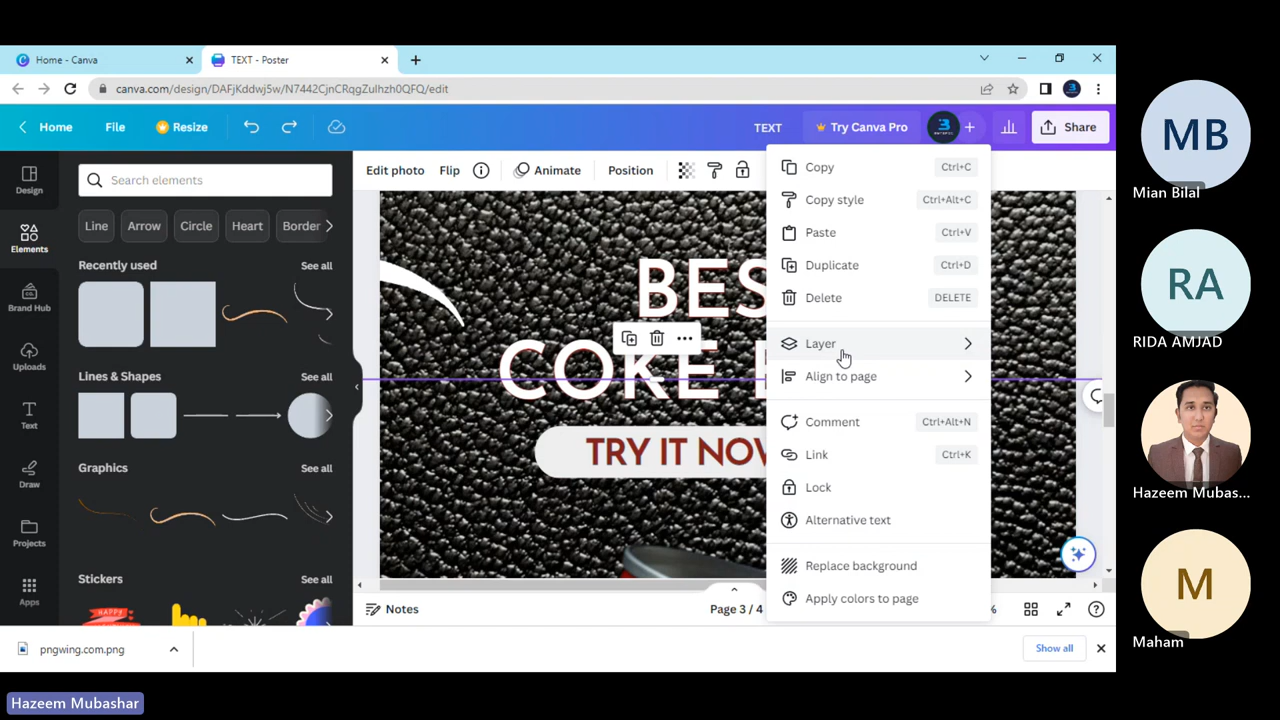 Home - Canva
TEXT - Poster
canva.com/design/DAFjKddwj5w/N7442CjnCRqgZuIhzh0QFQ/edit
Home
File
Resize
TEXT
Try Canva Pro
Share
Design
Elements
Brand Hub
Uploads
Text
Draw
Projects
Apps
Search elements
Line
Arrow
Circle
Heart
Border
Recently used
See all
Lines & Shapes
See all
Graphics
See all
Stickers
See all
HAPPY
Edit photo
Flip
Animate
Position
BES
COKE
TRY IT NOW
Copy
Ctrl+C
Copy style
Ctrl+Alt+C
Paste
Ctrl+V
Duplicate
Ctrl+D
Delete
DELETE
Layer
Align to page
Comment
Ctrl+Alt+N
Link
Ctrl+K
Lock
Alternative text
Replace background
Apply colors to page
Notes
Page 3 / 4
%
pngwing.com.png
Show all
MB
Mian Bilal
RA
RIDA AMJAD
Hazeem Mubas...
M
Maham
Hazeem Mubashar